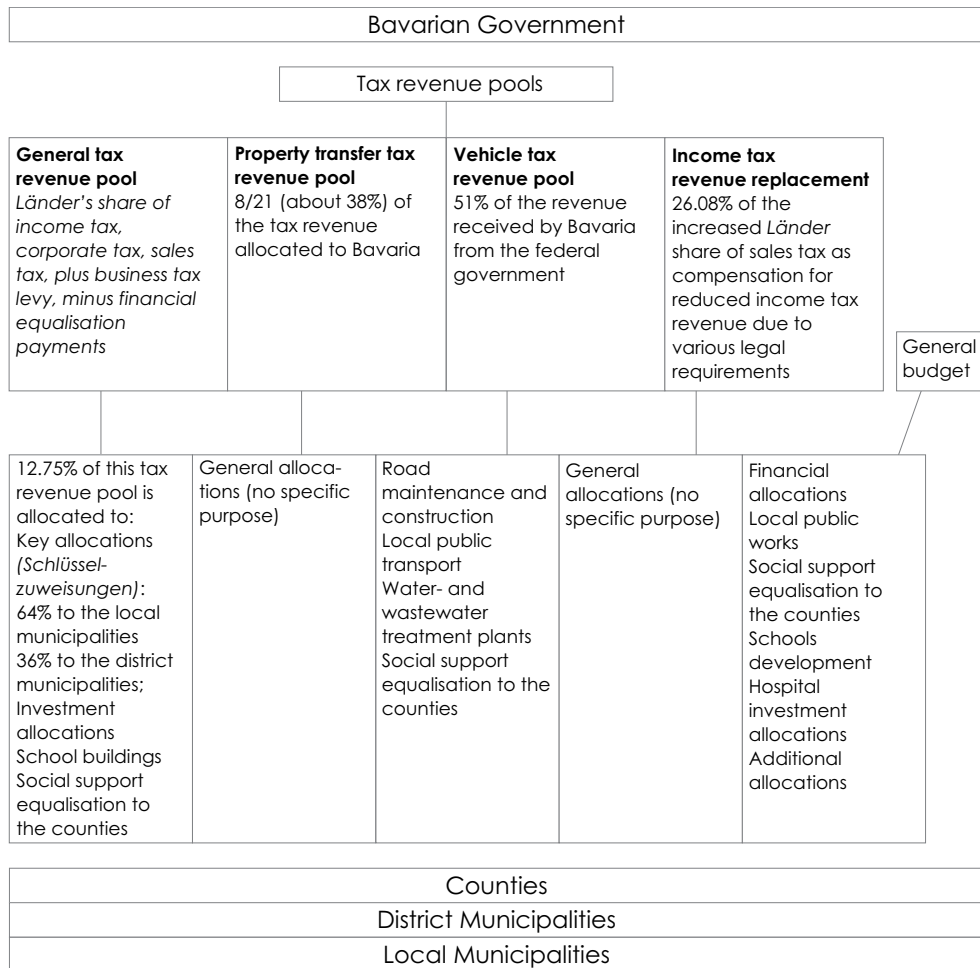 Bavarian Government
Tax revenue pools
General tax
revenue pool
Länder's share of
income tax,
corporate tax, sales
tax, plus business tax
levy, minus financial
equalisation
payments
Property transfer tax
revenue pool
8/21 (about 38%) of
the tax revenue
allocated to Bavaria
Vehicle tax
revenue pool
51% of the revenue
received by Bavaria
from the federal
government
Income tax
revenue replacement
26.08% of the
increased Länder
share of sales tax as
compensation for
reduced income tax
revenue due to
various legal
requirements
General
budget
12.75% of this tax
revenue pool is
allocated to:
Key allocations
(Schlüssel-
zuweisungen):
64% to the local
municipalities
36% to the district
municipalities;
Investment
allocations
School buildings
Social support
equalisation to
the counties
General alloca-
tions (no specific
purpose)
Road
maintenance and
construction
Local public
transport
Water- and
wastewater
treatment plants
Social support
equalisation to the
counties
General
allocations (no
specific purpose)
Financial
allocations
Local public
works
Social support
equalisation to
the counties
Schools
development
Hospital
investment
allocations
Additional
allocations
Counties
District Municipalities
Local Municipalities